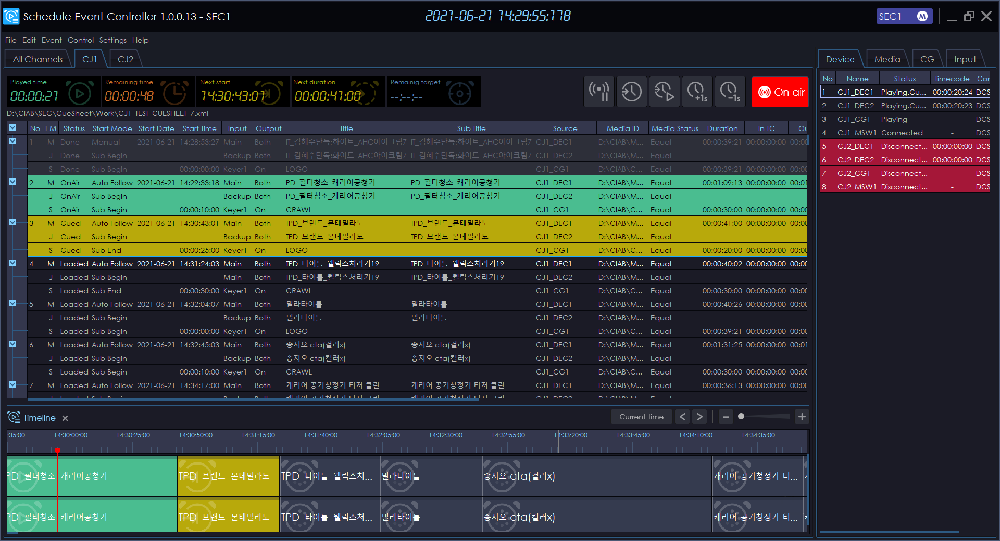 Schedule Event Controller 1.0.0.13 - SEC1
2021-06-21 14:29:55:178
SEC1 M
File Edit Event Control Settings Help
All Channels CJ1 CJ2
Played time Remaining time Next start Next duration Remainig target
00:00:21 00:00:48 14:30:43:01 00:00:41:00 --:--:--
+1s -1s On air
D:\CIAB\SEC\CueSheet\Work\CJ1_TEST_CUESHEET_7.xml
No EM Status Start Mode Start Date Start Time Input Output Title Sub Title Source Media ID Media Status Duration In TC Ou
1 M Done Manual 2021-06-21 14:28:53:27 Main Both IT_김혜수단독;화이트_AHC아이크림7 IT_김혜수단독;화이트_AHC아이크림7 CJ1_DEC1 D:\CIAB\M... Equal 00:00:39:21 00:00:00:00 00:00
J Done Sub Begin Backup Both IT_김혜수단독;화이트_AHC아이크림7 IT_김혜수단독;화이트_AHC아이크림7 CJ1_DEC2 D:\CIAB\M... Equal
S Done Sub Begin 00:00:00:00 Keyer1 On LOGO CJ1_CG1 D:\CIAB\C... Equal 00:00:39:21 00:00:00:00 00:00
2 M OnAir Auto Follow 2021-06-21 14:29:33:18 Main Both PD_필터청소_캐리어공청기 PD_필터청소_캐리어공청기 CJ1_DEC1 D:\CIAB\M... Equal 00:01:09:13 00:00:00:00 00:01
J OnAir Sub Begin Backup Both PD_필터청소_캐리어공청기 PD_필터청소_캐리어공청기 CJ1_DEC2 D:\CIAB\M... Equal
S OnAir Sub Begin 00:00:10:00 Keyer1 On CRAWL CJ1_CG1 D:\CIAB\C... Equal 00:00:30:00 00:00:00:00 00:00
3 M Cued Auto Follow 2021-06-21 14:30:43:01 Main Both TPD_브랜드_몬테밀라노 TPD_브랜드_몬테밀라노 CJ1_DEC1 D:\CIAB\M... Equal 00:00:41:00 00:00:00:00 00:00
J Cued Sub Begin Backup Both TPD_브랜드_몬테밀라노 TPD_브랜드_몬테밀라노 CJ1_DEC2 D:\CIAB\M... Equal
S Cued Sub End 00:00:25:00 Keyer1 On LOGO CJ1_CG1 D:\CIAB\C... Equal 00:00:20:00 00:00:00:00 00:00
4 M Loaded Auto Follow 2021-06-21 14:31:24:03 Main Both TPD_타이틀_웰릭스처리기19 TPD_타이틀_웰릭스처리기19 CJ1_DEC1 D:\CIAB\M... Equal 00:00:40:02 00:00:00:00 00:00
J Loaded Sub Begin Main Both TPD_타이틀_웰릭스처리기19 TPD_타이틀_웰릭스처리기19 CJ1_DEC2 D:\CIAB\M... Equal
S Loaded Sub End 00:00:30:00 Keyer1 On CRAWL CJ1_CG1 D:\CIAB\C... Equal 00:00:30:00 00:00:00:00 00:00
5 M Loaded Auto Follow 2021-06-21 14:32:04:07 Main Both 밀라타이틀 밀라타이틀 CJ1_DEC1 D:\CIAB\M... Equal 00:00:40:26 00:00:00:00 00:00
J Loaded Sub Begin Backup Both 밀라타이틀 밀라타이틀 CJ1_DEC2 D:\CIAB\M... Equal
S Loaded Sub Begin 00:00:00:00 Keyer1 On LOGO CJ1_CG1 D:\CIAB\C... Equal 00:00:39:21 00:00:00:00 00:00
6 M Loaded Auto Follow 2021-06-21 14:32:45:03 Main Both 송지오 cta(컬러x) 송지오 cta(컬러x) CJ1_DEC1 D:\CIAB\M... Equal 00:01:31:25 00:00:00:00 00:01
J Loaded Sub Begin Backup Both 송지오 cta(컬러x) 송지오 cta(컬러x) CJ1_DEC2 D:\CIAB\M... Equal
S Loaded Sub Begin 00:00:10:00 Keyer1 On CRAWL CJ1_CG1 D:\CIAB\C... Equal 00:00:30:00 00:00:00:00 00:00
7 M Loaded Auto Follow 2021-06-21 14:34:17:00 Main Both 캐리어 공기청정기 티저 클린 캐리어 공기청정기 티저 클린 CJ1_DEC1 D:\CIAB\M... Equal 00:00:36:13 00:00:00:00 00:00
J Loaded Sub Begin Backup Both 캐리어 공기청정기 티저 클린 캐리어 공기청정기 티저 클린 CJ1_DEC2 D:\CIAB\M... Equal
Device Media CG Input
No Name Status Timecode Cor
1 CJ1_DEC1 Playing.Cu... 00:00:20:24 DCS
2 CJ1_DEC2 Playing.Cu... 00:00:20:23 DCS
3 CJ1_CG1 Playing - DCS
4 CJ1_MSW1 Connected - DCS
5 CJ2_DEC1 Disconnect... 00:00:00:00 DCS
6 CJ2_DEC2 Disconnect... 00:00:00:00 DCS
7 CJ2_CG1 Disconnect... - DCS
8 CJ2_MSW1 Disconnect... - DCS
Timeline Current time
:35:00 14:30:00:00 14:30:25:00 14:30:50:00 14:31:15:00 14:31:40:00 14:32:05:00 14:32:30:00 14:32:55:00 14:33:20:00 14:33:45:00 14:34:10:00 14:34:35:00
PD_필터청소_캐리어공청기 TPD_브랜드_몬테밀라노 TPD_타이틀_웰릭스처... 밀라타이틀 송지오 cta(컬러x) 캐리어 공기청정기 티...
PD_필터청소_캐리어공청기 TPD_브랜드_몬테밀라노 TPD_타이틀_웰릭스처... 밀라타이틀 송지오 cta(컬러x) 캐리어 공기청정기 티...